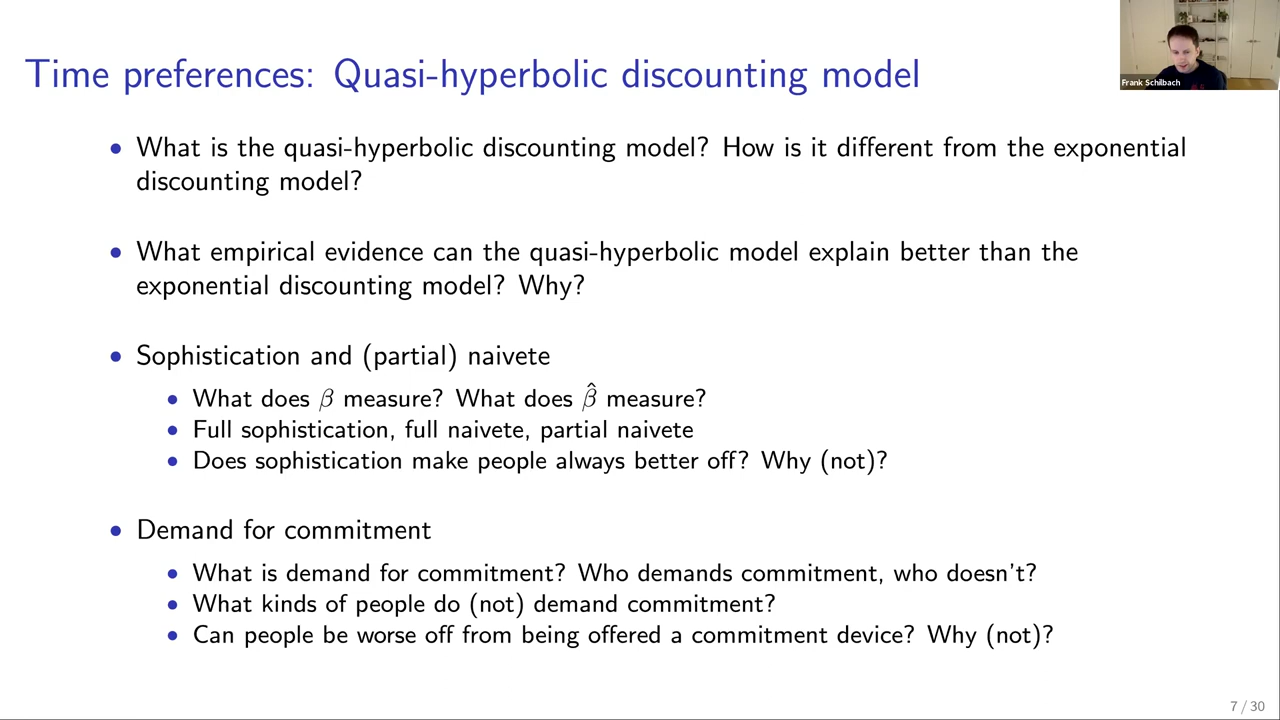 Time preferences: Quasi-hyperbolic discounting model
Frank Schilbach
• What is the quasi-hyperbolic discounting model? How is it different from the exponential
discounting model?
• What empirical evidence can the quasi-hyperbolic model explain better than the
exponential discounting model? Why?
• Sophistication and (partial) naivete
• What does β measure? What does β̂ measure?
• Full sophistication, full naivete, partial naivete
• Does sophistication make people always better off? Why (not)?
• Demand for commitment
• What is demand for commitment? Who demands commitment, who doesn't?
• What kinds of people do (not) demand commitment?
• Can people be worse off from being offered a commitment device? Why (not)?
7 / 30